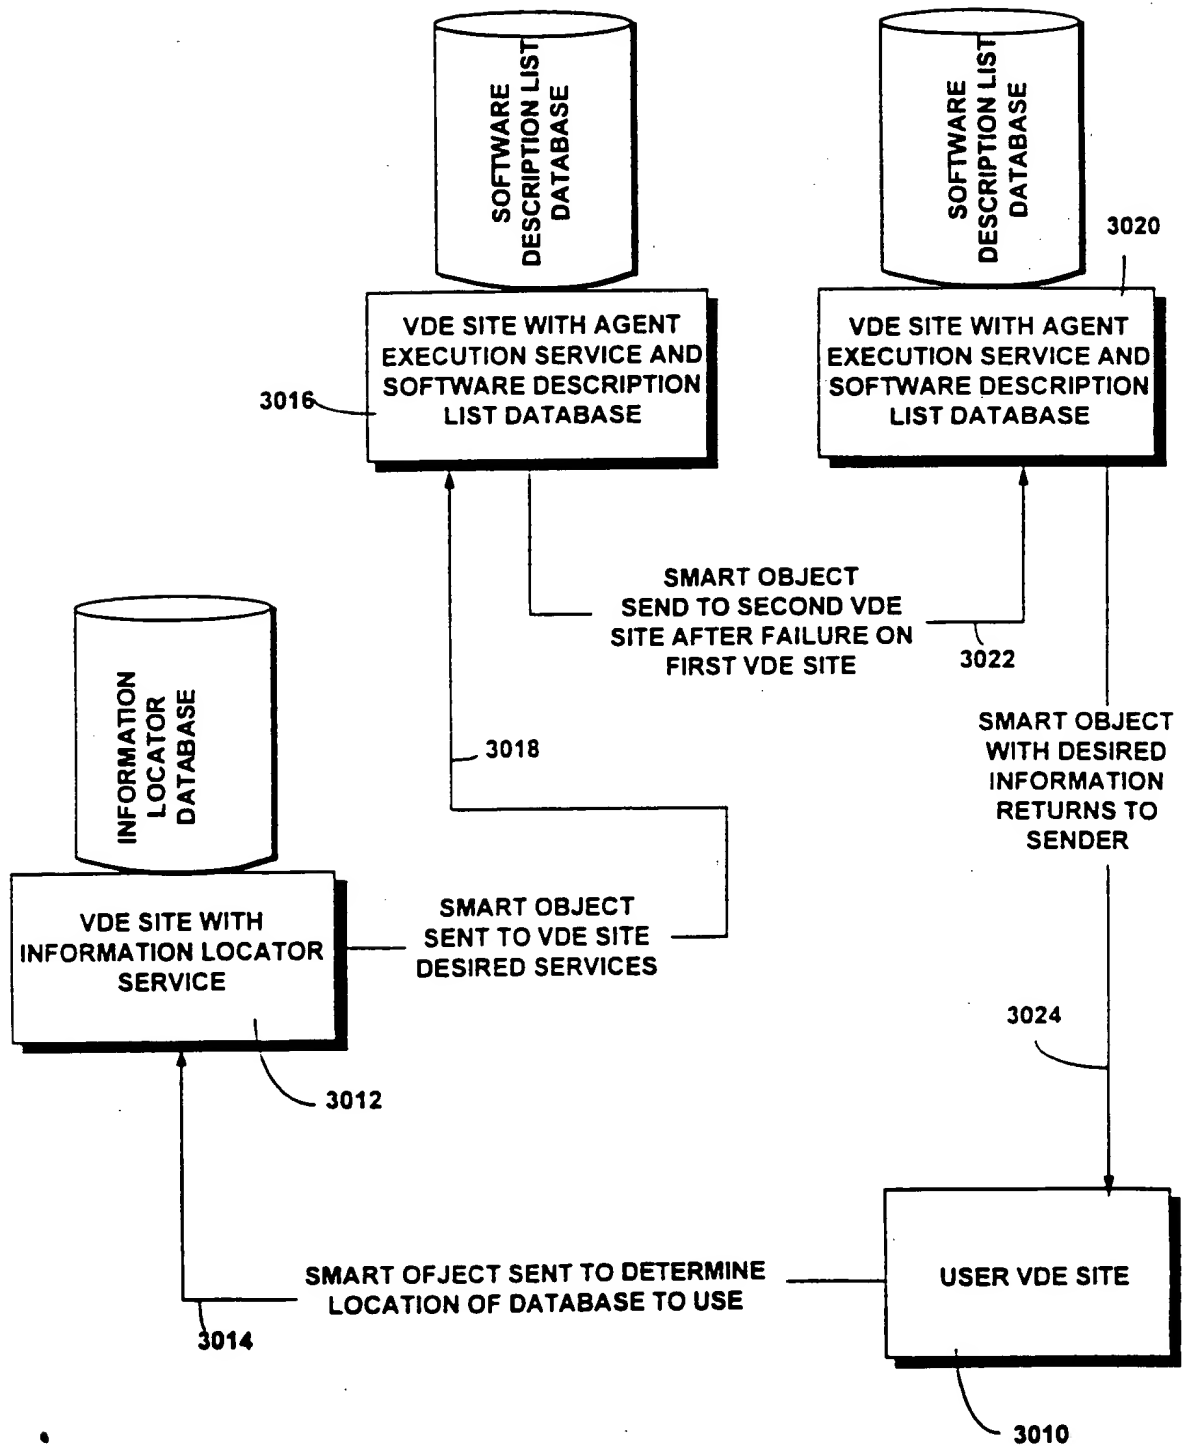 SOFTWARE
DESCRIPTION LIST
DATABASE
SOFTWARE
DESCRIPTION LIST
DATABASE
3020
VDE SITE WITH AGENT
EXECUTION SERVICE AND
SOFTWARE DESCRIPTION
LIST DATABASE
3016
VDE SITE WITH AGENT
EXECUTION SERVICE AND
SOFTWARE DESCRIPTION
LIST DATABASE
SMART OBJECT
SEND TO SECOND VDE
SITE AFTER FAILURE ON
FIRST VDE SITE
3022
INFORMATION
LOCATOR
DATABASE
3018
SMART OBJECT
WITH DESIRED
INFORMATION
RETURNS TO
SENDER
VDE SITE WITH
INFORMATION LOCATOR
SERVICE
SMART OBJECT
SENT TO VDE SITE
DESIRED SERVICES
3024
3012
SMART OFJECT SENT TO DETERMINE
LOCATION OF DATABASE TO USE
USER VDE SITE
3014
3010